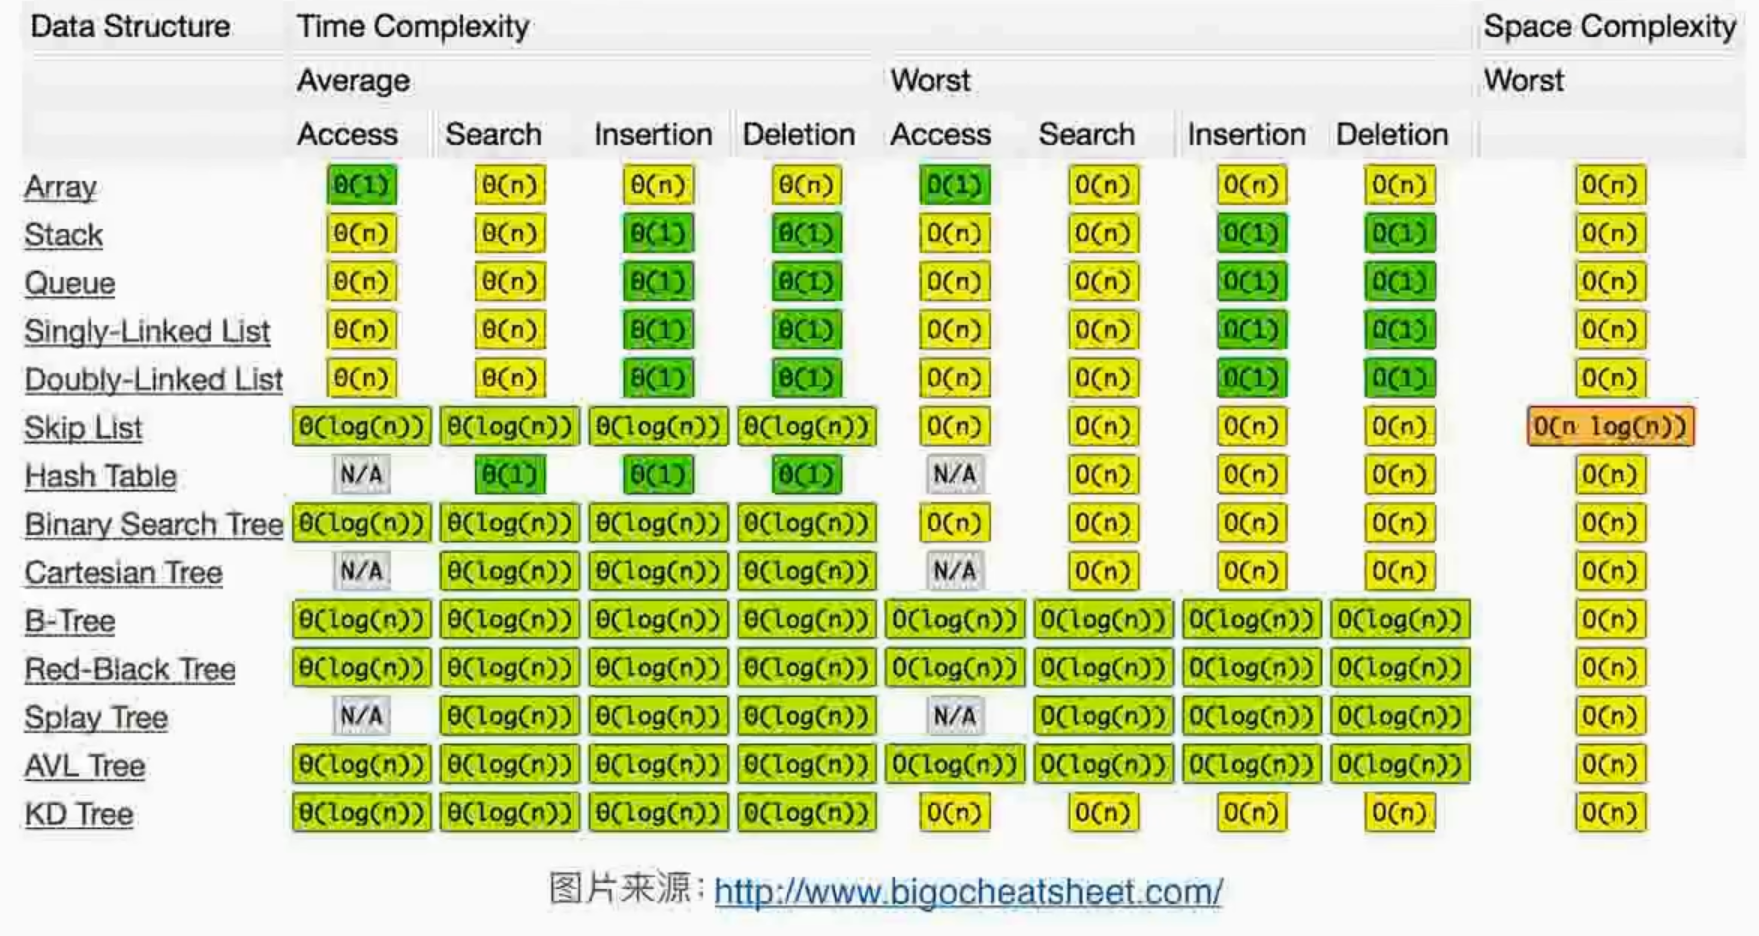 Data Structure Time Complexity Space Complexity
Average Worst Worst
Access Search Insertion Deletion Access Search Insertion Deletion
Array Θ(1) Θ(n) Θ(n) Θ(n) O(1) O(n) O(n) O(n) O(n)
Stack Θ(n) Θ(n) Θ(1) Θ(1) O(n) O(n) O(1) O(1) O(n)
Queue Θ(n) Θ(n) Θ(1) Θ(1) O(n) O(n) O(1) O(1) O(n)
Singly-Linked List Θ(n) Θ(n) Θ(1) Θ(1) O(n) O(n) O(1) O(1) O(n)
Doubly-Linked List Θ(n) Θ(n) Θ(1) Θ(1) O(n) O(n) O(1) O(1) O(n)
Skip List Θ(log(n)) Θ(log(n)) Θ(log(n)) Θ(log(n)) O(n) O(n) O(n) O(n) O(n log(n))
Hash Table N/A Θ(1) Θ(1) Θ(1) N/A O(n) O(n) O(n) O(n)
Binary Search Tree Θ(log(n)) Θ(log(n)) Θ(log(n)) Θ(log(n)) O(n) O(n) O(n) O(n) O(n)
Cartesian Tree N/A Θ(log(n)) Θ(log(n)) Θ(log(n)) N/A O(n) O(n) O(n) O(n)
B-Tree Θ(log(n)) Θ(log(n)) Θ(log(n)) Θ(log(n)) O(log(n)) O(log(n)) O(log(n)) O(log(n)) O(n)
Red-Black Tree Θ(log(n)) Θ(log(n)) Θ(log(n)) Θ(log(n)) O(log(n)) O(log(n)) O(log(n)) O(log(n)) O(n)
Splay Tree N/A Θ(log(n)) Θ(log(n)) Θ(log(n)) N/A O(log(n)) O(log(n)) O(log(n)) O(n)
AVL Tree Θ(log(n)) Θ(log(n)) Θ(log(n)) Θ(log(n)) O(log(n)) O(log(n)) O(log(n)) O(log(n)) O(n)
KD Tree Θ(log(n)) Θ(log(n)) Θ(log(n)) Θ(log(n)) O(n) O(n) O(n) O(n) O(n)
图片来源：http://www.bigocheatsheet.com/